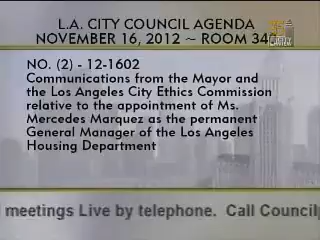 L.A. CITY COUNCIL AGENDA
NOVEMBER 16, 2012 ~ ROOM 34
NO. (2) - 12-1602
Communications from the Mayor and
the Los Angeles City Ethics Commission
relative to the appointment of Ms.
Mercedes Marquez as the permanent
General Manager of the Los Angeles
Housing Department
meetings Live by telephone. Call Council